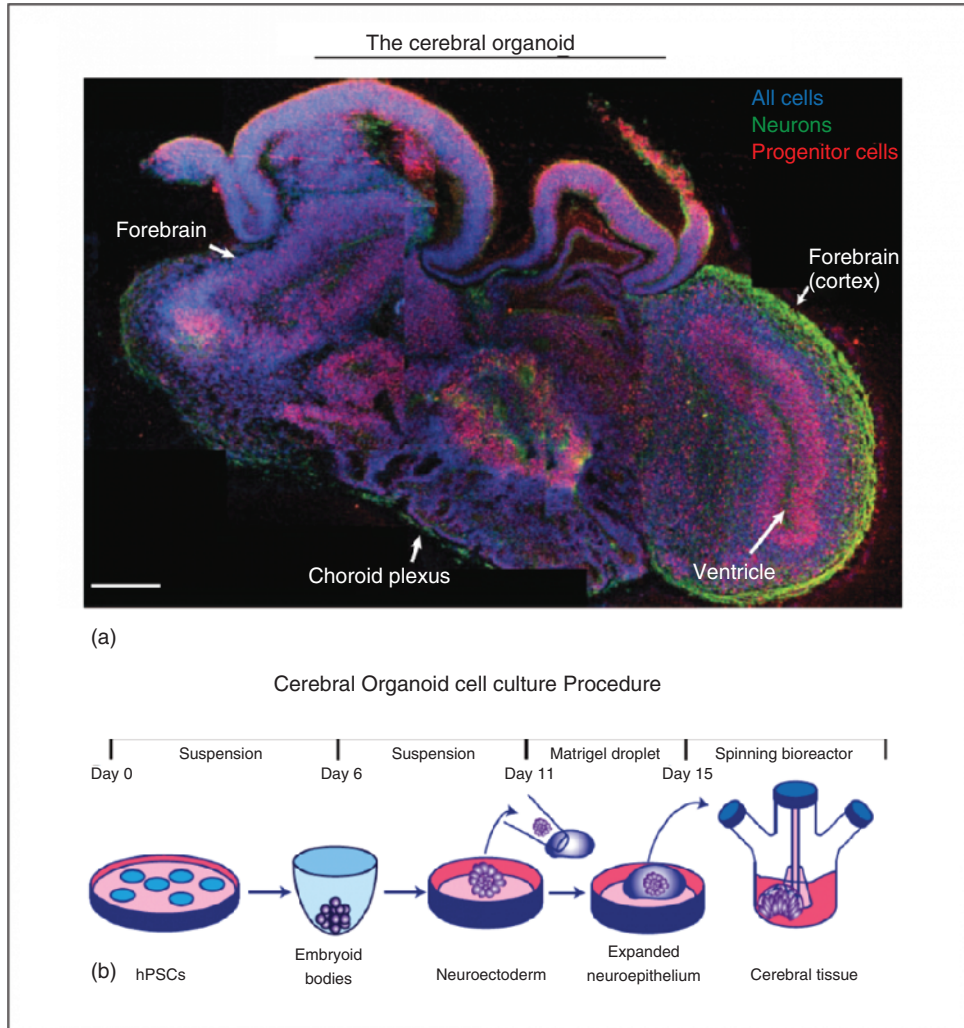 The cerebral organoid
All cells
Neurons
Progenitor cells
Forebrain
Forebrain
(cortex)
Choroid plexus
Ventricle
(a)
Cerebral Organoid cell culture Procedure
Suspension
Suspension
Matrigel droplet
Spinning bioreactor
Day 0
Day 6
Day 11
Day 15
hPSCs
Embryoid
bodies
Neuroectoderm
Expanded
neuroepithelium
Cerebral tissue
(b)